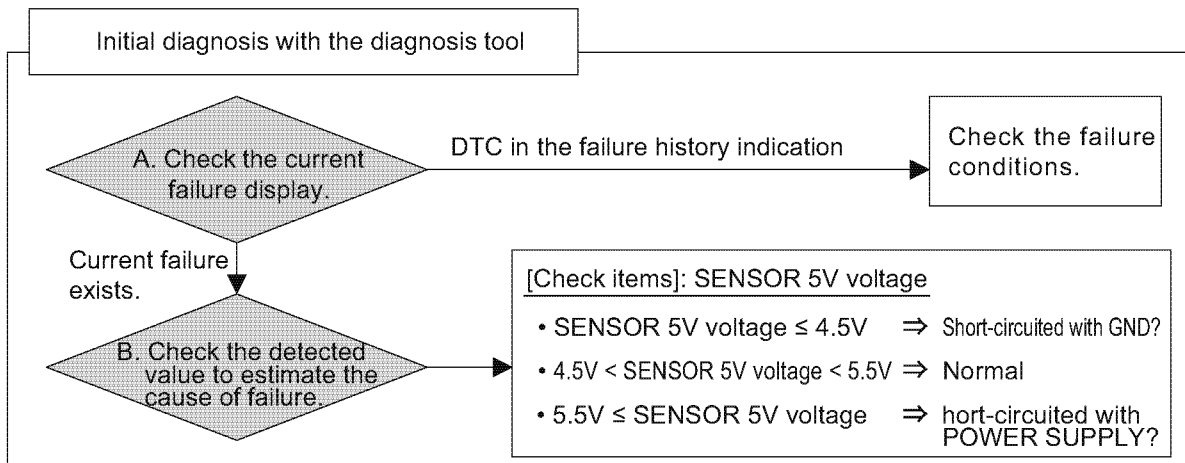 Initial diagnosis with the diagnosis tool
A. Check the current
failure display.
DTC in the failure history indication
Check the failure
conditions.
Current failure
exists.
B. Check the detected
value to estimate the
cause of failure.
[Check items]: SENSOR 5V voltage
• SENSOR 5V voltage ≤ 4.5V ⇒ Short-circuited with GND?
• 4.5V < SENSOR 5V voltage < 5.5V ⇒ Normal
• 5.5V ≤ SENSOR 5V voltage ⇒ hort-circuited with
POWER SUPPLY?